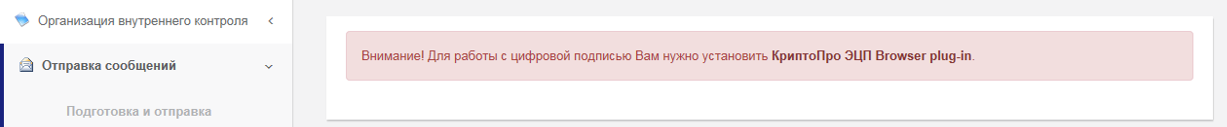 Организация внутреннего контроля
Отправка сообщений
Подготовка и отправка
Внимание! Для работы с цифровой подписью Вам нужно установить КриптоПро ЭЦП Browser plug-in.